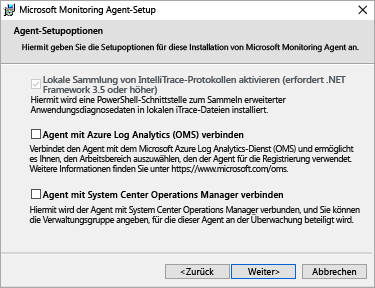 Microsoft Monitoring Agent-Setup
Agent-Setupoptionen
Hiermit geben Sie die Setupoptionen für diese Installation von Microsoft Monitoring Agent an.
Lokale Sammlung von IntelliTrace-Protokollen aktivieren (erfordert .NET
Framework 3.5 oder höher)
Hiermit wird eine PowerShell-Schnittstelle zum Sammeln erweiterter
Anwendungsdiagnosedaten in lokalen iTrace-Dateien installiert.
Agent mit Azure Log Analytics (OMS) verbinden
Verbindet den Agent mit dem Microsoft Azure Log Analytics-Dienst (OMS) und ermöglicht
es Ihnen, den Arbeitsbereich auszuwählen, den der Agent für die Registrierung verwendet.
Weitere Informationen finden Sie unter https://www.microsoft.com/oms.
Agent mit System Center Operations Manager verbinden
Hiermit wird der Agent mit System Center Operations Manager verbunden, und Sie können
die Verwaltungsgruppe angeben, für die dieser Agent an der Überwachung beteiligt wird.
<Zurück
Weiter>
Abbrechen